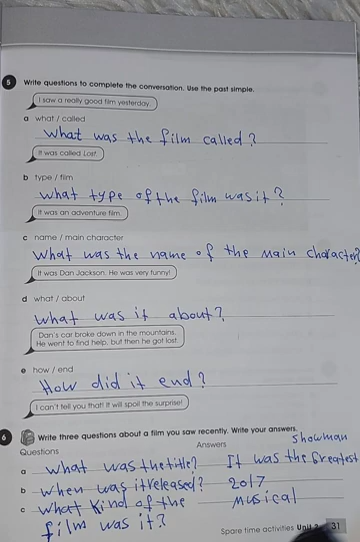 5 Write questions to complete the conversation. Use the past simple.
I saw a really good film yesterday.
a what / called
What was the film called?
It was called Lost.
b type / film
What type of the film was it?
It was an adventure film.
c name / main character
What was the name of the main character?
It was Dan Jackson. He was very funny!
d what / about
What was it about?
Dan's car broke down in the mountains.
He went to find help, but then he got lost.
e how / end
How did it end?
I can't tell you that! It will spoil the surprise!
6 Write three questions about a film you saw recently. Write your answers.
Questions Answers showman
a What was the title? It was the Greatest
b When was it released? 2017
c What kind of the musical
film was it?
Spare time activities Unit 31